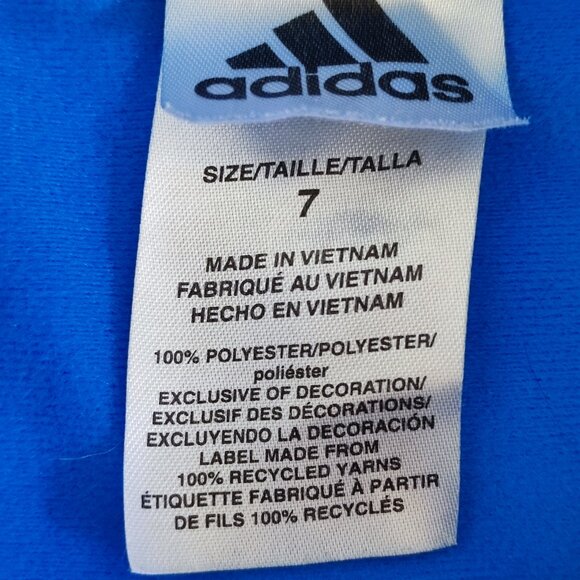 adidas
SIZE/TAILLE/TALLA
7
MADE IN VIETNAM
FABRIQUÉ AU VIETNAM
HECHO EN VIETNAM
100% POLYESTER/POLYESTER/
poliéster
EXCLUSIVE OF DECORATION/
EXCLUSIF DES DÉCORATIONS/
EXCLUYENDO LA DECORACIÓN
LABEL MADE FROM
100% RECYCLED YARNS
ÉTIQUETTE FABRIQUÉ À PARTIR
DE FILS 100% RECYCLÉS